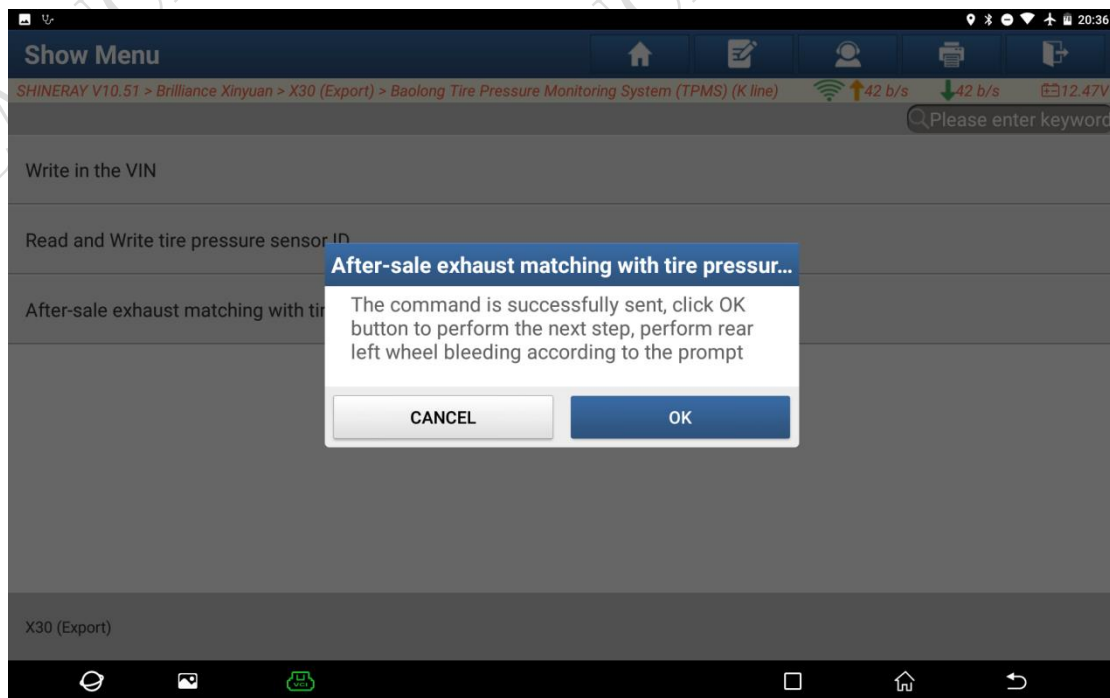 20:36
Show Menu
SHINERAY V10.51 > Brilliance Xinyuan > X30 (Export) > Baolong Tire Pressure Monitoring System (TPMS) (K line) 42 b/s 42 b/s 12.47V
Please enter keyword
Write in the VIN
Read and Write tire pressure sensor ID
After-sale exhaust matching with tir
After-sale exhaust matching with tire pressur...
The command is successfully sent, click OK
button to perform the next step, perform rear
left wheel bleeding according to the prompt
CANCEL OK
X30 (Export)
VCI